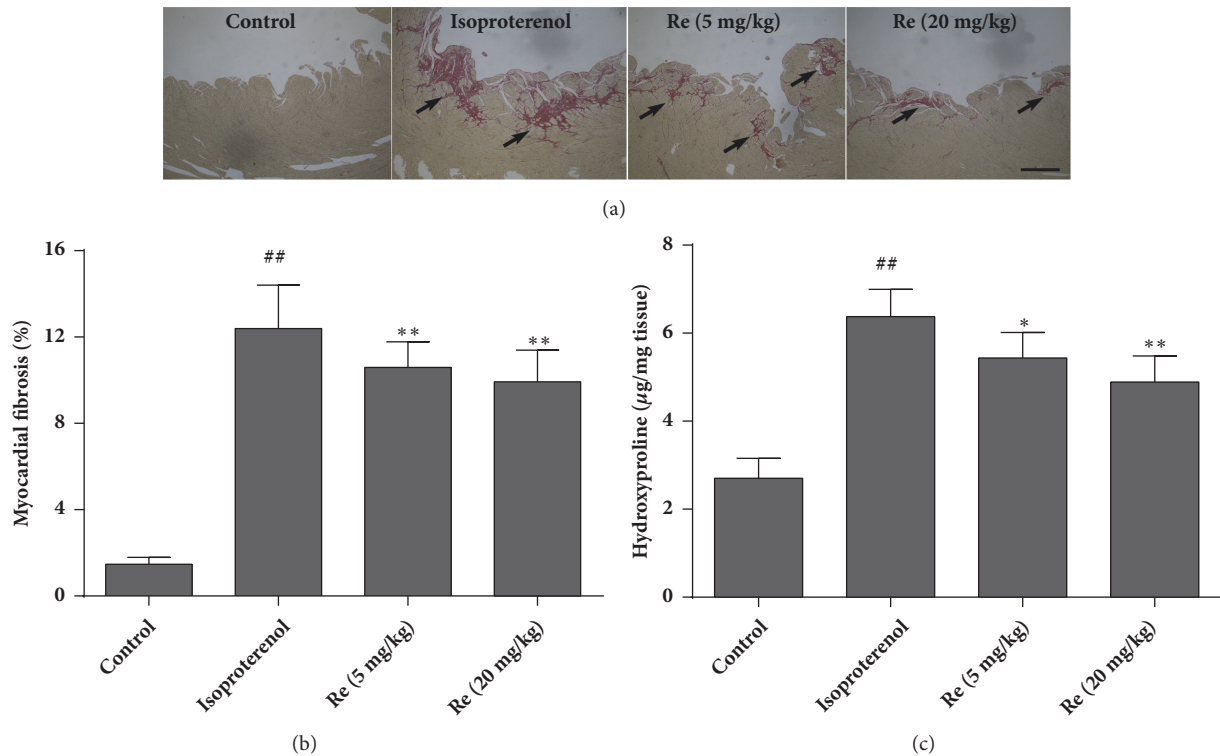 Control Isoproterenol Re (5 mg/kg) Re (20 mg/kg)
(a)
Myocardial fibrosis (%)
16
12
8
4
0
##
**
**
Control
Isoproterenol
Re (5 mg/kg)
Re (20 mg/kg)
(b)
Hydroxyproline (µg/mg tissue)
8
6
4
2
0
##
*
**
Control
Isoproterenol
Re (5 mg/kg)
Re (20 mg/kg)
(c)